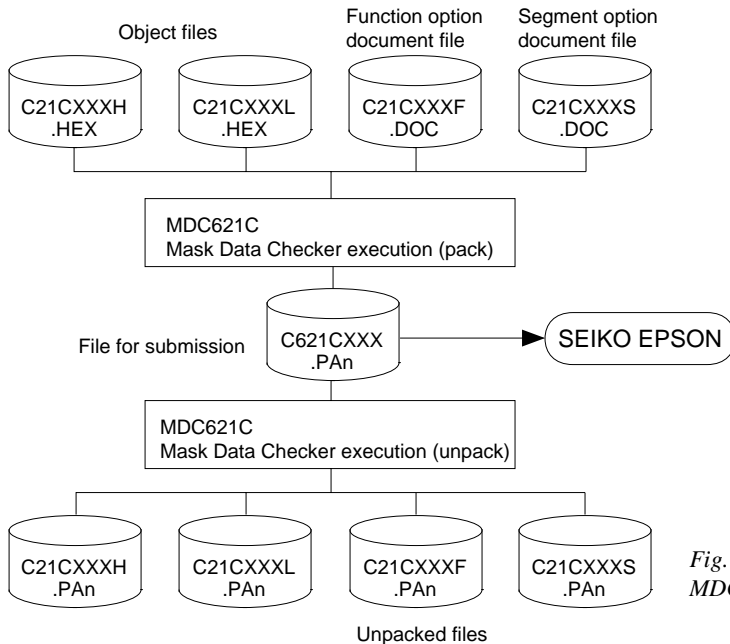 Object files
Function option
document file
Segment option
document file
C21CXXXH
.HEX
C21CXXXL
.HEX
C21CXXXF
.DOC
C21CXXXS
.DOC
MDC621C
Mask Data Checker execution (pack)
File for submission
C621CXXX
.PAn
SEIKO EPSON
MDC621C
Mask Data Checker execution (unpack)
C21CXXXH
.PAn
C21CXXXL
.PAn
C21CXXXF
.PAn
C21CXXXS
.PAn
Fig.
Unpacked files